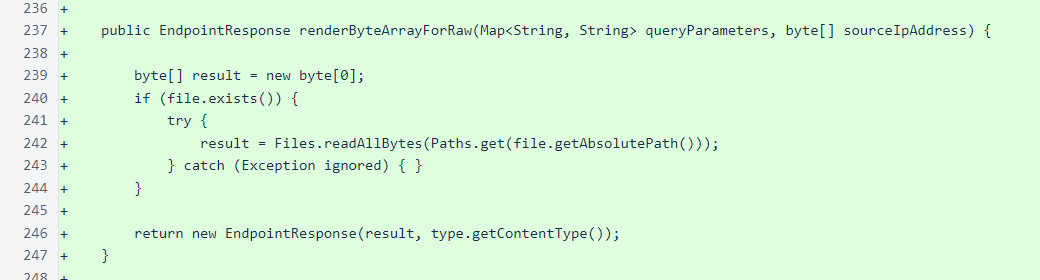 236 +
237 +    public EndpointResponse renderByteArrayForRaw(Map<String, String> queryParameters, byte[] sourceIpAddress) {
238 +
239 +        byte[] result = new byte[0];
240 +        if (file.exists()) {
241 +            try {
242 +                result = Files.readAllBytes(Paths.get(file.getAbsolutePath()));
243 +            } catch (Exception ignored) { }
244 +        }
245 +
246 +        return new EndpointResponse(result, type.getContentType());
247 +    }
248 +